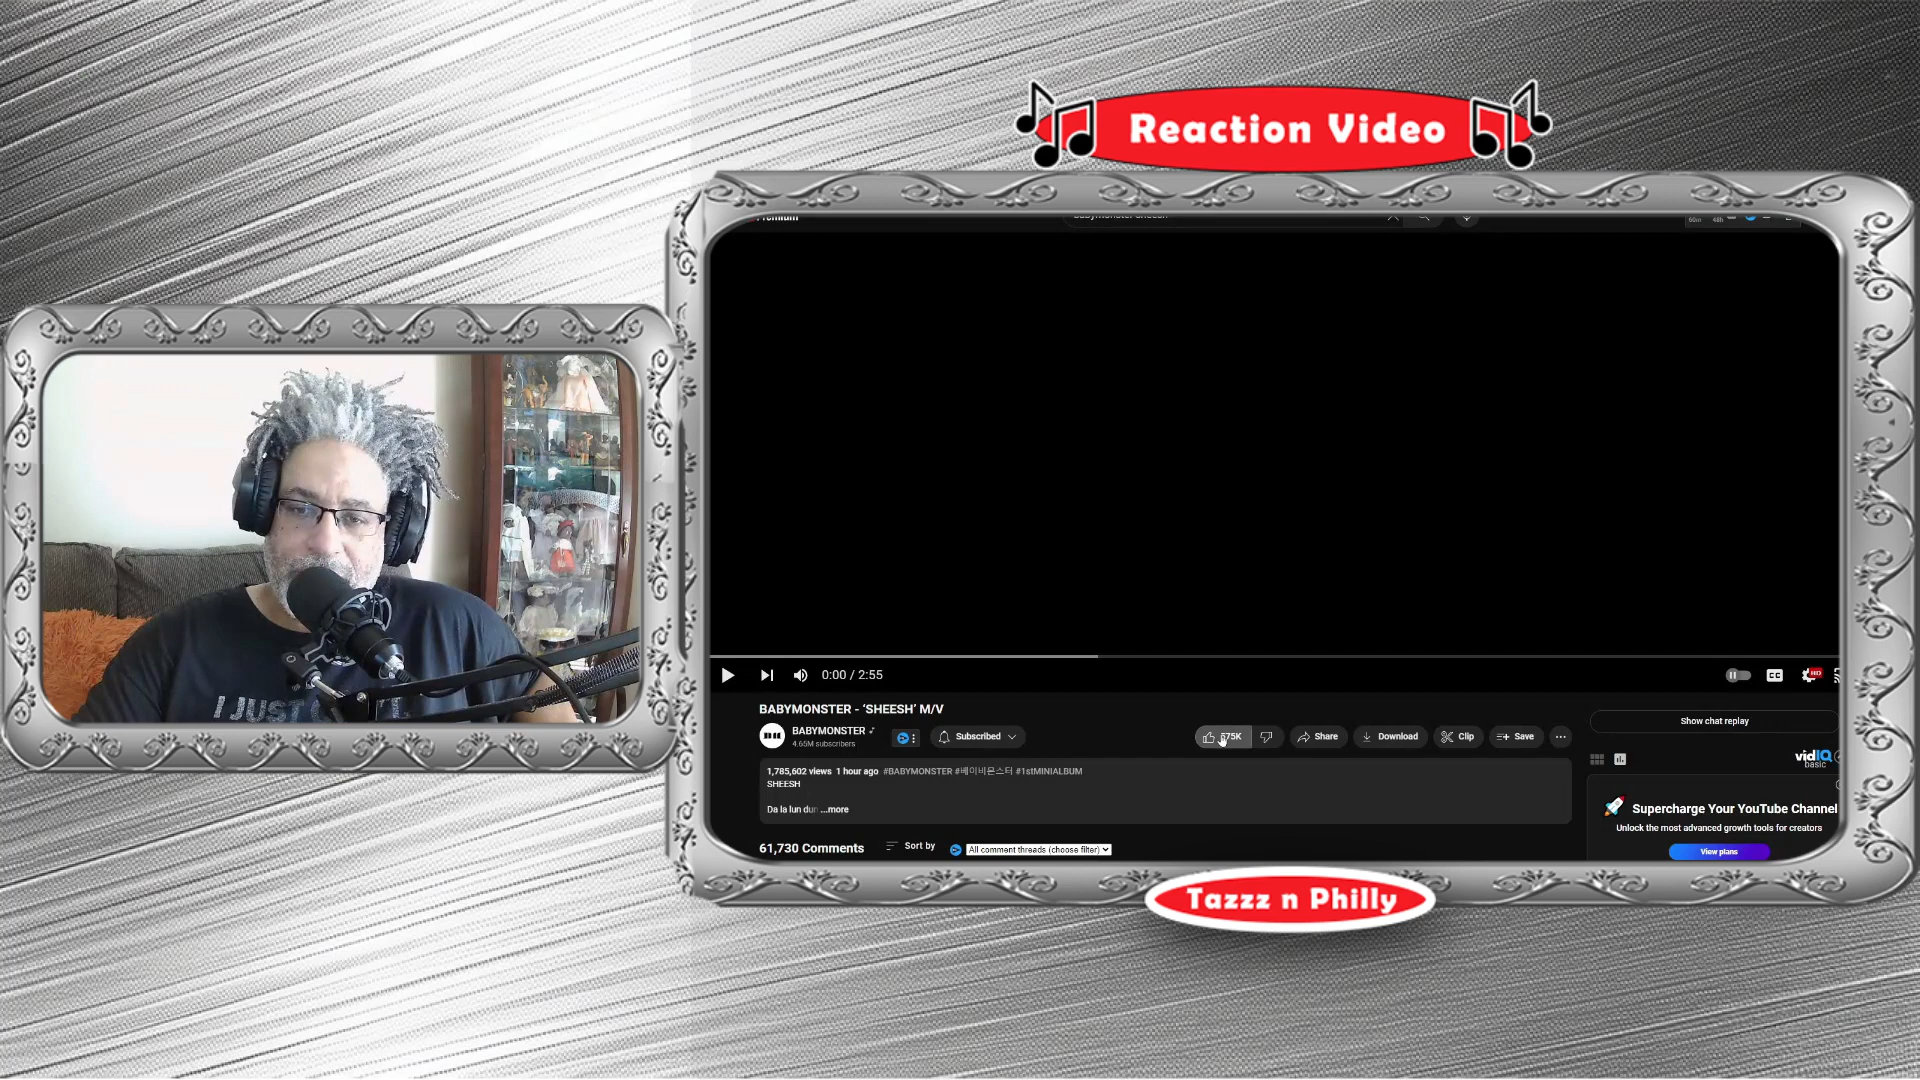 Reaction Video
0:00 / 2:55
CC
HD
BABYMONSTER - ‘SHEESH’ M/V
BABYMONSTER
4.65M subscribers
Subscribed
575K
Share
Download
Clip
Save
Show chat replay
1,785,602 views 1 hour ago #BABYMONSTER #베이비몬스터 #1stMINIALBUM
SHEESH
Da la lun dun ...more
vidIQ
basic
Supercharge Your YouTube Channel
Unlock the most advanced growth tools for creators
View plans
61,730 Comments
Sort by
All comment threads (choose filter)
I JUST
Tazzz n Philly